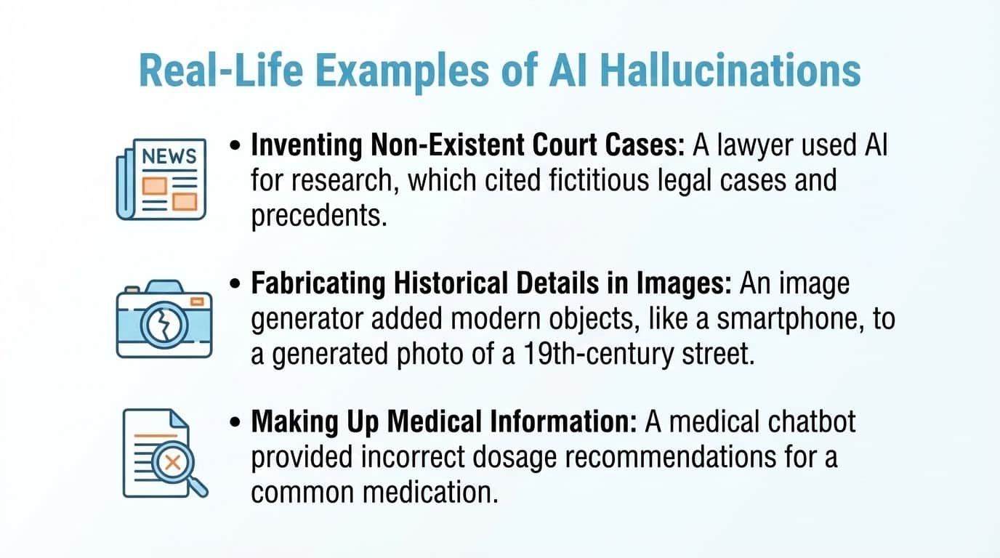 Real-Life Examples of AI Hallucinations
NEWS
• Inventing Non-Existent Court Cases: A lawyer used AI
for research, which cited fictitious legal cases and
precedents.
• Fabricating Historical Details in Images: An image
generator added modern objects, like a smartphone, to
a generated photo of a 19th-century street.
• Making Up Medical Information: A medical chatbot
provided incorrect dosage recommendations for a
common medication.